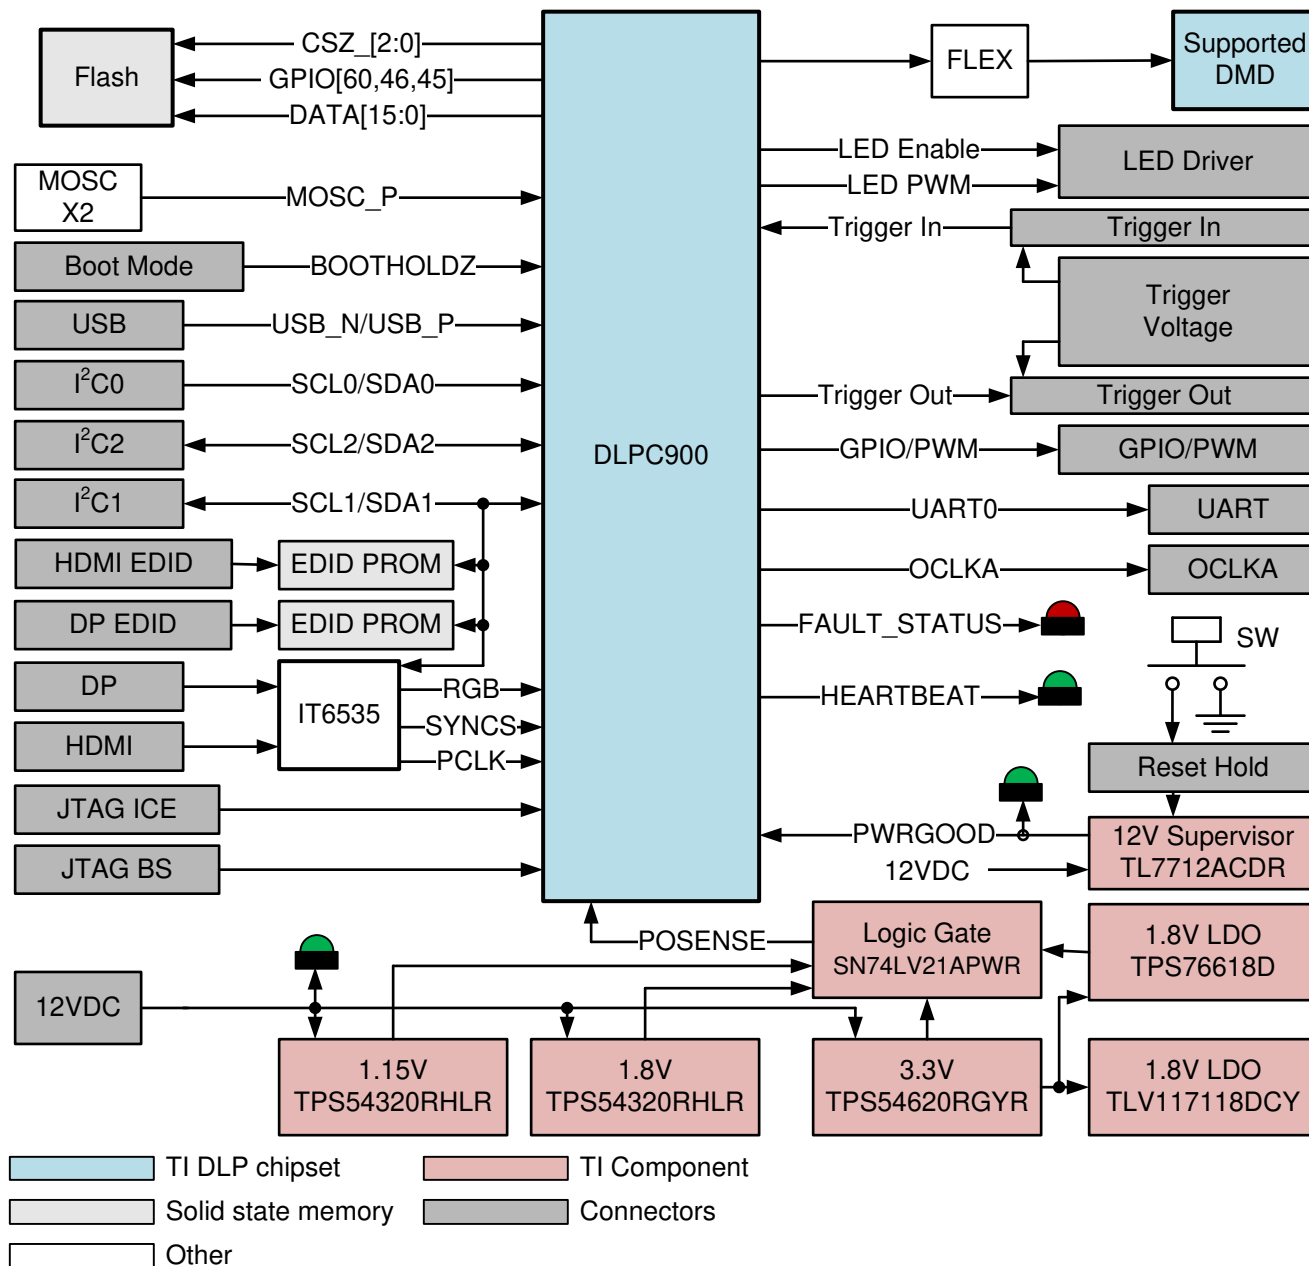 CSZ_[2:0]
Flash
GPIO[60,46,45]
DATA[15:0]
FLEX
Supported
DMD
MOSC
X2
MOSC_P
LED Enable
LED PWM
LED Driver
Trigger In
Trigger In
Boot Mode
BOOTHOLDZ
Trigger
Voltage
USB
USB_N/USB_P
I²C0
SCL0/SDA0
Trigger Out
Trigger Out
I²C2
SCL2/SDA2
DLPC900
GPIO/PWM
GPIO/PWM
I²C1
SCL1/SDA1
UART0
UART
HDMI EDID
EDID PROM
OCLKA
OCLKA
DP EDID
EDID PROM
FAULT_STATUS
SW
DP
IT6535
RGB
SYNCS
PCLK
HEARTBEAT
HDMI
Reset Hold
JTAG ICE
PWRGOOD
12VDC
12V Supervisor
TL7712ACDR
JTAG BS
POSENSE
Logic Gate
SN74LV21APWR
1.8V LDO
TPS76618D
12VDC
1.15V
TPS54320RHLR
1.8V
TPS54320RHLR
3.3V
TPS54620RGYR
1.8V LDO
TLV117118DCY
TI DLP chipset
TI Component
Solid state memory
Connectors
Other